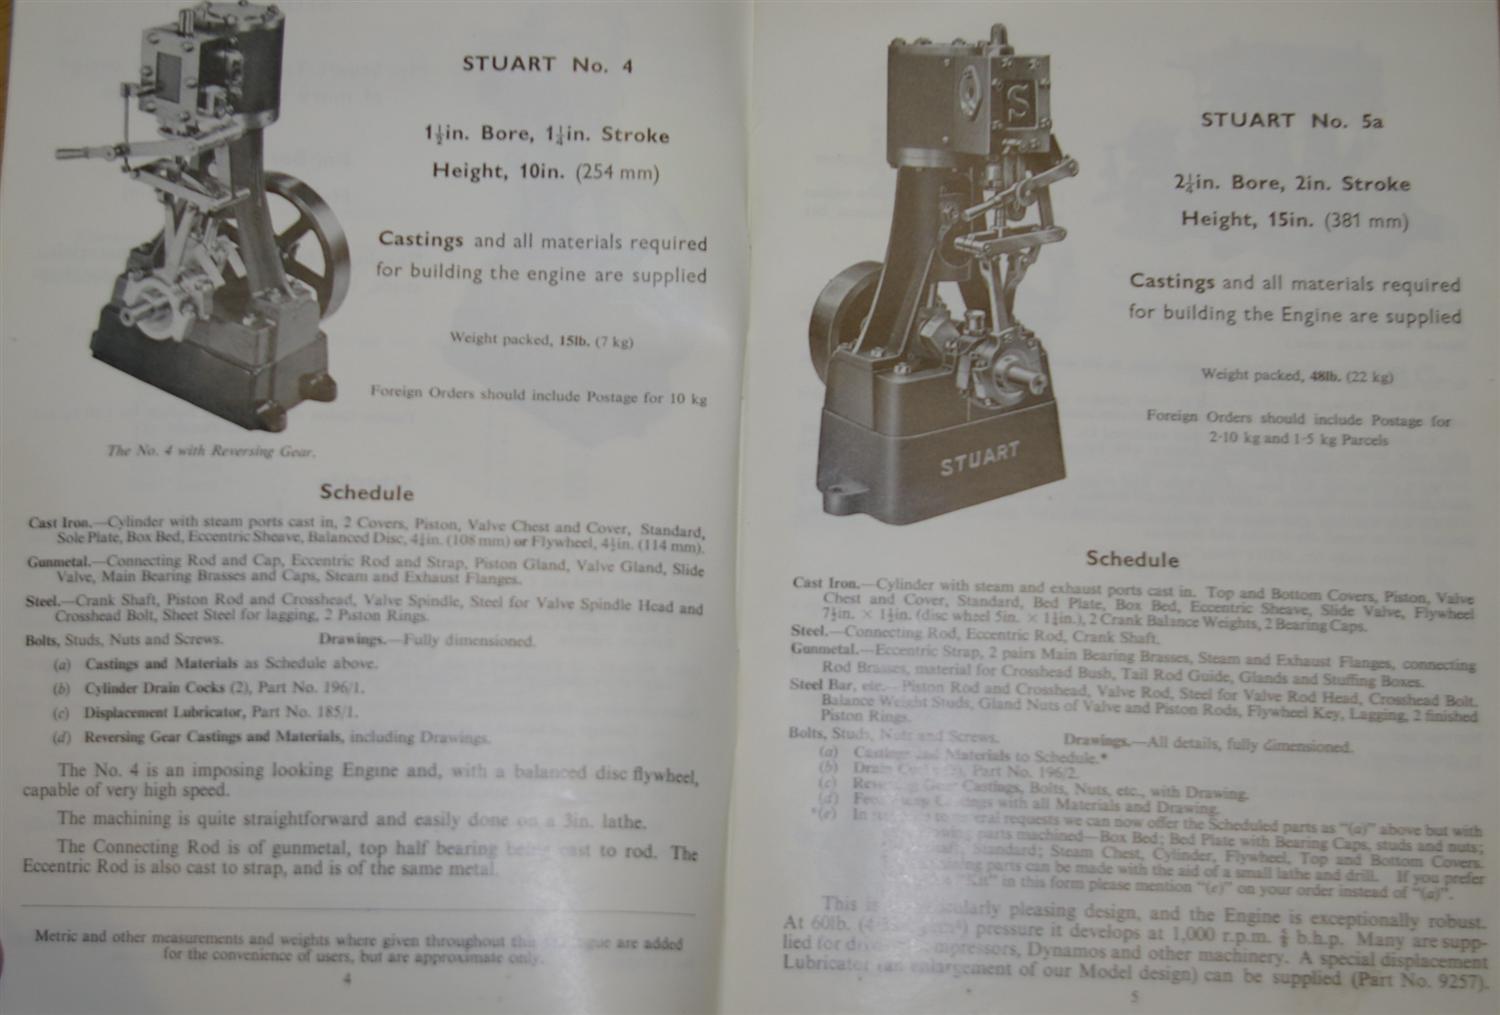 STUART No. 4
1½in. Bore, 1¼in. Stroke
Height, 10in. (254 mm)
Castings and all materials required
for building the engine are supplied
Weight packed, 15lb. (7 kg)
Foreign Orders should include Postage for 10 kg
The No. 4 with Reversing Gear.
Schedule
Cast Iron.—Cylinder with steam ports cast in, 2 Covers, Piston, Valve Chest and Cover, Standard,
Sole Plate, Box Bed, Eccentric Sheave, Balanced Disc, 4¼in. (108 mm) or Flywheel, 4½in. (114 mm).
Gunmetal.—Connecting Rod and Cap, Eccentric Rod and Strap, Piston Gland, Valve Gland, Slide
Valve, Main Bearing Brasses and Caps, Steam and Exhaust Flanges.
Steel.—Crank Shaft, Piston Rod and Crosshead, Valve Spindle, Steel for Valve Spindle Head and
Crosshead Bolt, Sheet Steel for lagging, 2 Piston Rings.
Bolts, Studs, Nuts and Screws. Drawings.—Fully dimensioned.
(a) Castings and Materials as Schedule above.
(b) Cylinder Drain Cocks (2), Part No. 196/1.
(c) Displacement Lubricator, Part No. 185/1.
(d) Reversing Gear Castings and Materials, including Drawings.
The No. 4 is an imposing looking Engine and, with a balanced disc flywheel,
capable of very high speed.
The machining is quite straightforward and easily done on a 3in. lathe.
The Connecting Rod is of gunmetal, top half bearing being cast to rod. The
Eccentric Rod is also cast to strap, and is of the same metal.
Metric and other measurements and weights where given throughout this catalogue are added
for the convenience of users, but are approximate only.
4
S
STUART
STUART No. 5a
2¼in. Bore, 2in. Stroke
Height, 15in. (381 mm)
Castings and all materials required
for building the Engine are supplied
Weight packed, 48lb. (22 kg)
Foreign Orders should include Postage for
2-10 kg and 1-5 kg Parcels
Schedule
Cast Iron.—Cylinder with steam and exhaust ports cast in. Top and Bottom Covers, Piston, Valve
Chest and Cover, Standard, Bed Plate, Box Bed, Eccentric Sheave, Slide Valve, Flywheel
(disc wheel 5in. × 2 Crank Balance Weights, 2 Bearing Caps.
Steel.—Connecting Rod, Eccentric Rod, Crank Shaft.
Gunmetal.—Eccentric Strap, 2 pairs Main Bearing Brasses, Steam and Exhaust Flanges, connecting
Rod Brasses, material for Crosshead Bush, Tail Rod Guide, Glands and Stuffing Boxes.
Steel Bar, etc.—Piston Rod and Crosshead, Valve Rod, Steel for Valve Rod Head, Crosshead Bolt.
Balance Weight Studs, Gland Nuts of Valve and Piston Rods, Flywheel Key, Lagging, 2 finished
Piston Rings.
Bolts, Studs, Nuts and Screws. Drawings.—All details, fully dimensioned.
(a) Castings and Materials to Schedule.*
(b) Drain Cocks (2), Part No. 196/2.
(c) Reversing Gear Castings, Bolts, Nuts, etc., with Drawing.
(d) Castings with all Materials and Drawing.
*(e) In requests we can now offer the Scheduled parts as "(a)" above but with
parts machined—Box Bed; Bed Plate with Bearing Caps, studs and nuts;
Standard; Steam Chest, Cylinder, Flywheel, Top and Bottom Covers.
parts can be made with the aid of a small lathe and drill. If you prefer
"Kit" in this form please mention "(e)" on your order instead of "(a)".
This is particularly pleasing design, and the Engine is exceptionally robust.
At 60lb. pressure it develops at 1,000 r.p.m. b.h.p. Many are supp-
lied for Compressors, Dynamos and other machinery. A special displacement
Lubricator (an enlargement of our Model design) can be supplied (Part No. 9257).
5